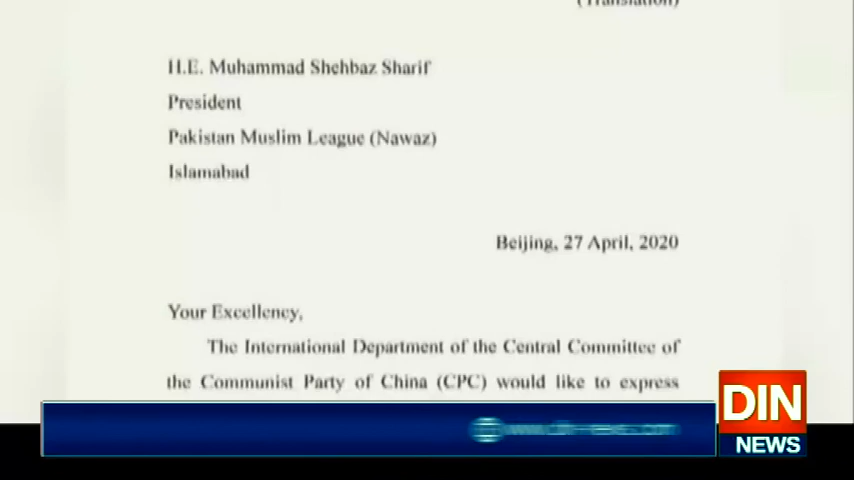 (Translation)
H.E. Muhammad Shehbaz Sharif
President
Pakistan Muslim League (Nawaz)
Islamabad
Beijing, 27 April, 2020
Your Excellency,
The International Department of the Central Committee of
the Communist Party of China (CPC) would like to express
DIN
NEWS